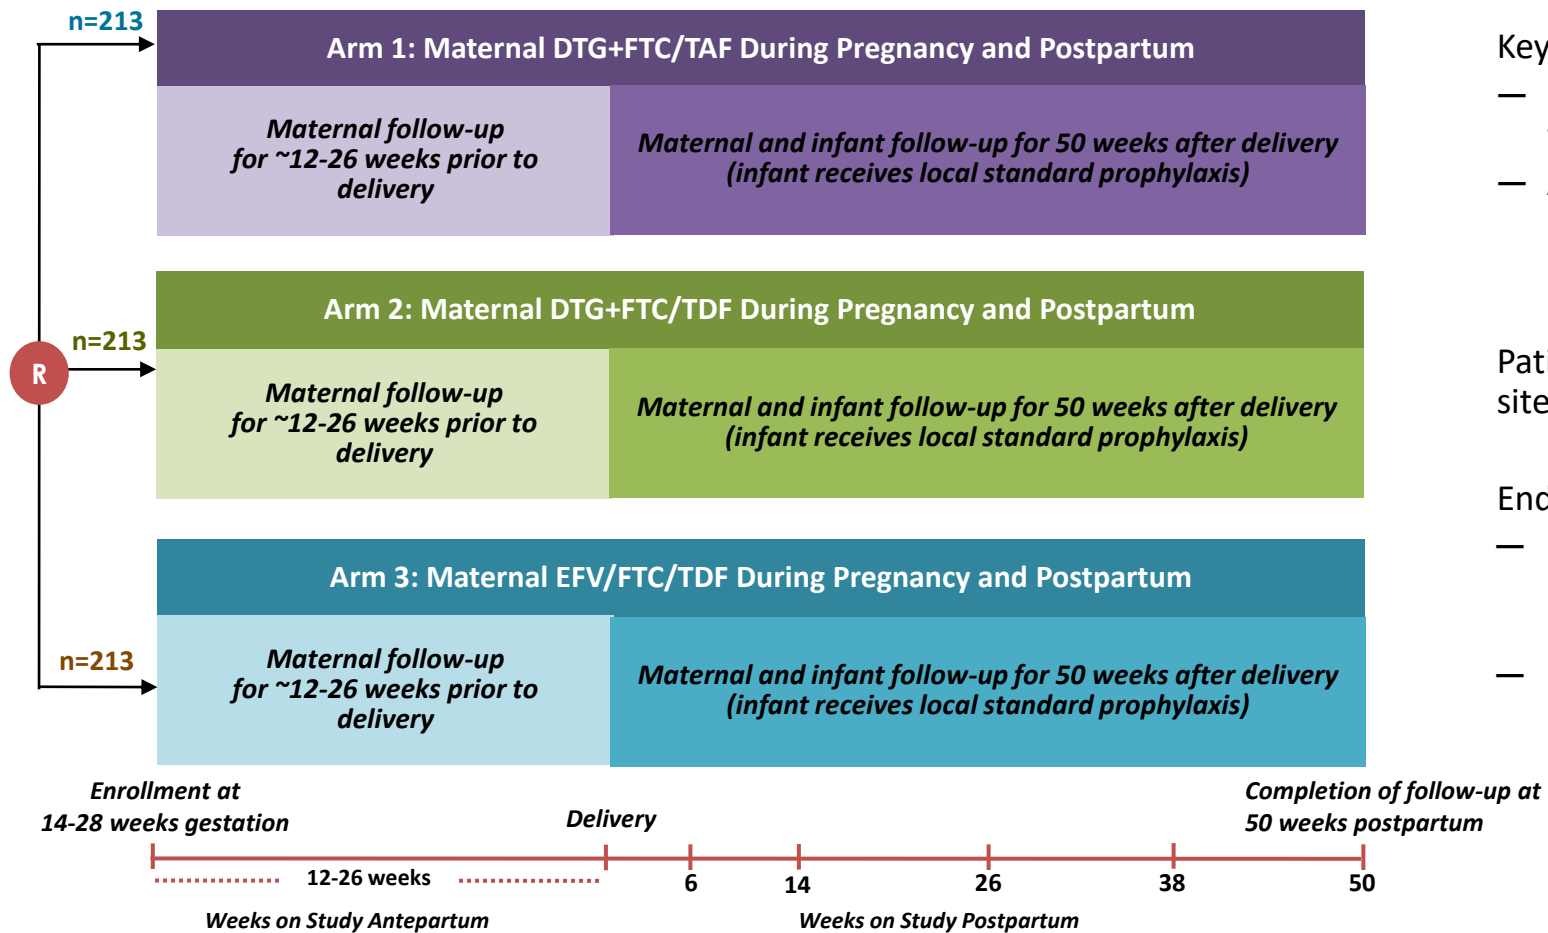 n=213
Arm 1: Maternal DTG+FTC/TAF During Pregnancy and Postpartum
Maternal follow-up
for ~12-26 weeks prior to
delivery
Maternal and infant follow-up for 50 weeks after delivery
(infant receives local standard prophylaxis)
Key
—
—
R
n=213
Arm 2: Maternal DTG+FTC/TDF During Pregnancy and Postpartum
Maternal follow-up
for ~12-26 weeks prior to
delivery
Maternal and infant follow-up for 50 weeks after delivery
(infant receives local standard prophylaxis)
Pati
site
End
—
—
n=213
Arm 3: Maternal EFV/FTC/TDF During Pregnancy and Postpartum
Maternal follow-up
for ~12-26 weeks prior to
delivery
Maternal and infant follow-up for 50 weeks after delivery
(infant receives local standard prophylaxis)
Enrollment at
14-28 weeks gestation
Delivery
Completion of follow-up at
50 weeks postpartum
12-26 weeks
6 14 26 38 50
Weeks on Study Antepartum
Weeks on Study Postpartum